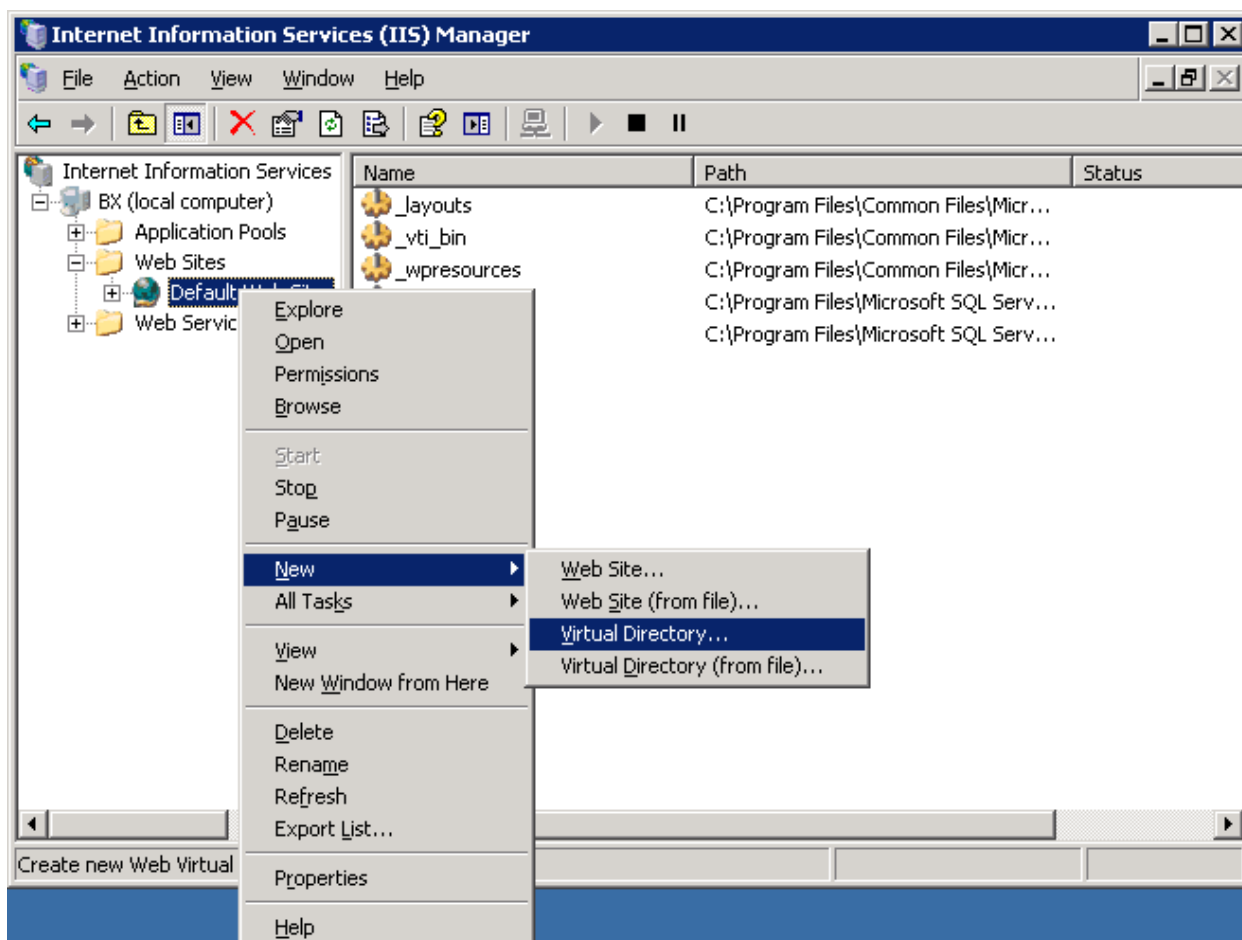 Internet Information Services (IIS) Manager
File Action View Window Help
Internet Information Services
BX (local computer)
Application Pools
Web Sites
Default
Web Servic
Name Path Status
_layouts C:\Program Files\Common Files\Micr...
_vti_bin C:\Program Files\Common Files\Micr...
_wpresources C:\Program Files\Common Files\Micr...
C:\Program Files\Microsoft SQL Serv...
C:\Program Files\Microsoft SQL Serv...
Explore
Open
Permissions
Browse
Start
Stop
Pause
New
All Tasks
View
New Window from Here
Delete
Rename
Refresh
Export List...
Properties
Help
Web Site...
Web Site (from file)...
Virtual Directory...
Virtual Directory (from file)...
Create new Web Virtual